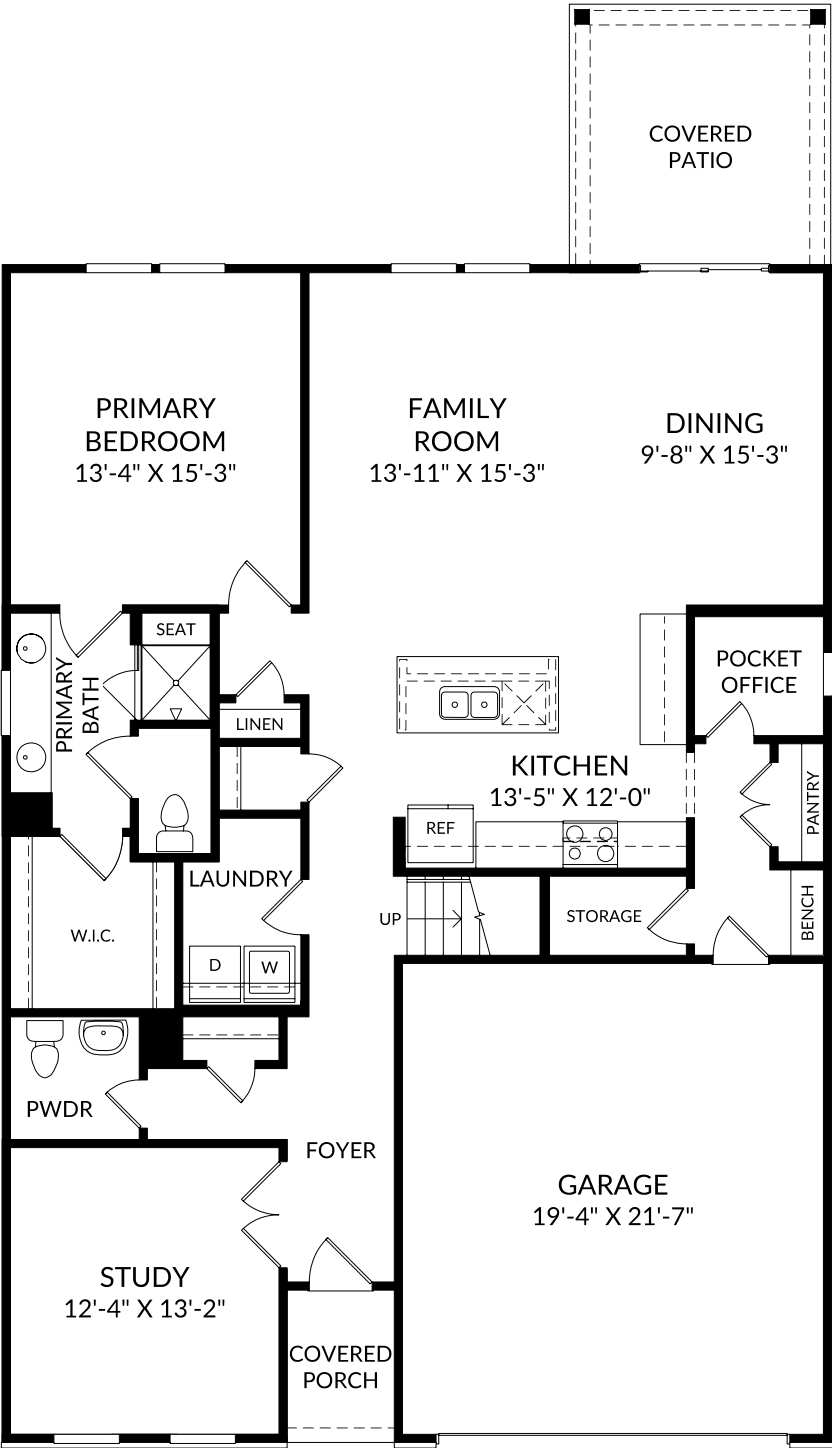 COVERED
PATIO
PRIMARY
BEDROOM
13'-4" X 15'-3"
FAMILY
ROOM
13'-11" X 15'-3"
DINING
9'-8" X 15'-3"
SEAT
PRIMARY
BATH
LINEN
POCKET
OFFICE
KITCHEN
13'-5" X 12'-0"
REF
PANTRY
LAUNDRY
W.I.C.
D
W
UP
STORAGE
BENCH
PWDR
FOYER
GARAGE
19'-4" X 21'-7"
STUDY
12'-4" X 13'-2"
COVERED
PORCH